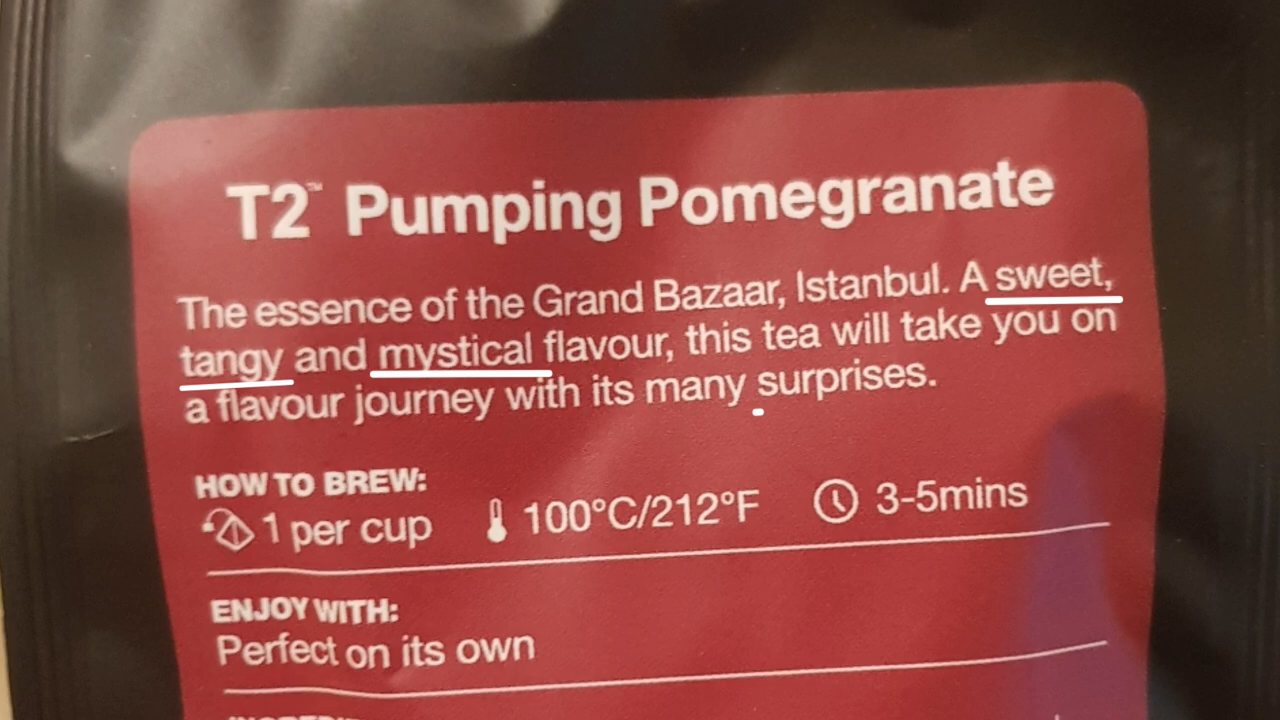 T2™ Pumping Pomegranate
The essence of the Grand Bazaar, Istanbul. A sweet,
tangy and mystical flavour, this tea will take you on
a flavour journey with its many surprises.
HOW TO BREW:
1 per cup 100°C/212°F 3-5mins
ENJOY WITH:
Perfect on its own